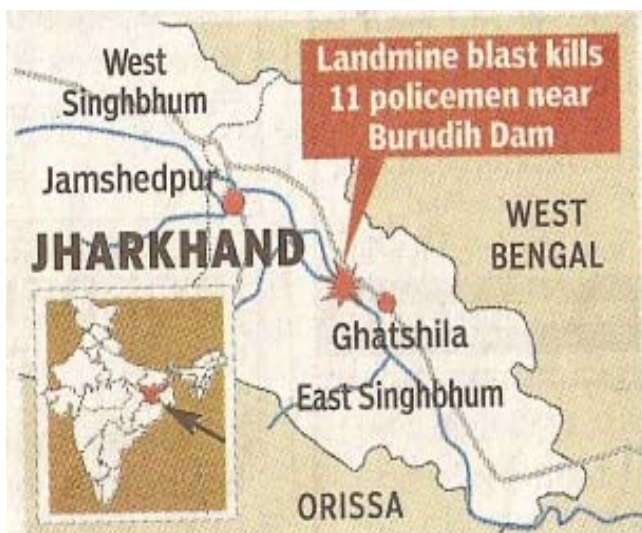 West
Singhbhum
Landmine blast kills
11 policemen near
Burudih Dam
Jamshedpur
WEST
BENGAL
JHARKHAND
Ghatshila
East Singhbhum
ORISSA